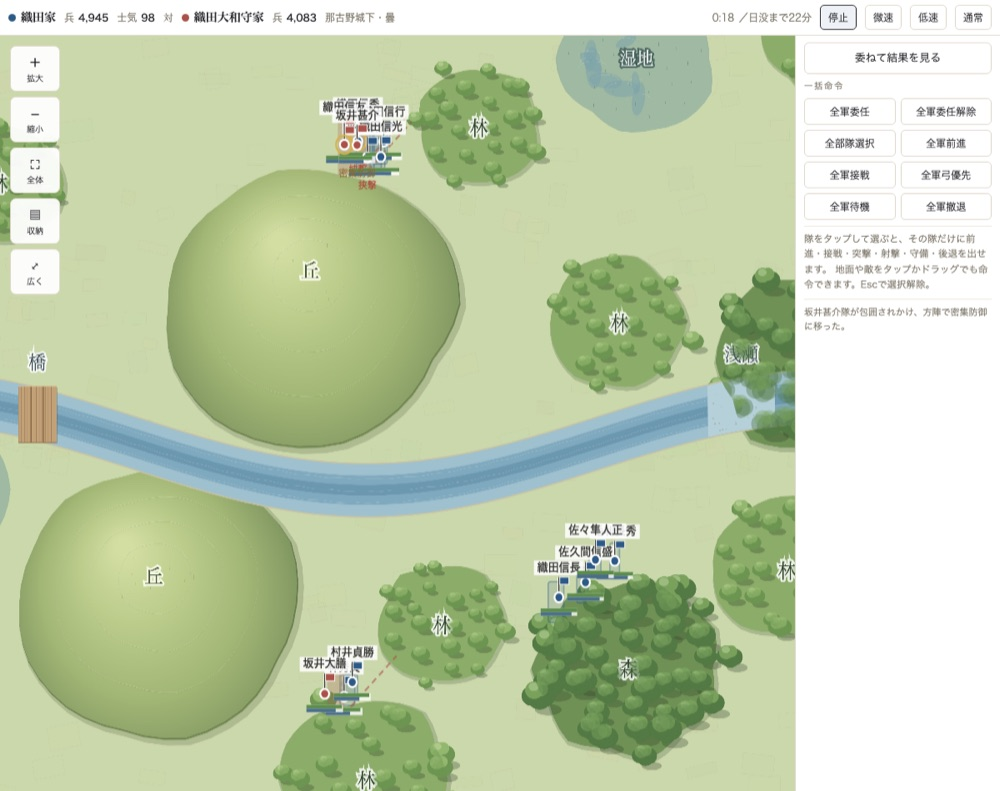 織田家 兵 4,945 士気 98 対 織田大和守家 兵 4,083 那古野城下・曇
0:18 ／日没まで22分 停止 微速 低速 通常
＋
拡大
−
縮小
全体
収納
広く
委ねて結果を見る
一括命令
全軍委任 全軍委任解除
全部隊選択 全軍前進
全軍接戦 全軍弓優先
全軍待機 全軍撤退
隊をタップして選ぶと、その隊だけに前
進・接戦・突撃・射撃・守備・後退を出せ
ます。 地面や敵をタップかドラッグでも命
令できます。Escで選択解除。
坂井甚介隊が包囲されかけ、方陣で密集防御
に移った。
湿地
坂井甚介
信行
田信光
挟撃
林
丘
林
橋
浅瀬
佐々隼人正 秀
佐久間信盛
織田信長
丘
林
林
村井貞勝
坂井大膳
森
林